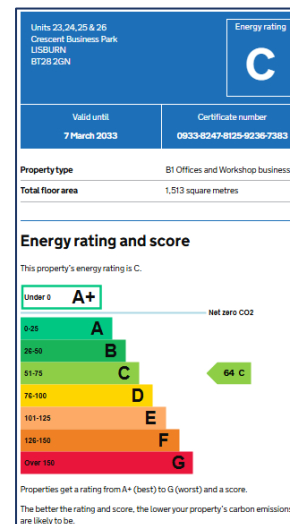 Units 23,24,25 & 26
Crescent Business Park
LISBURN
BT28 2GN
Energy rating
C
Valid until
7 March 2033
Certificate number
0933-8247-8125-9236-7383
Property type
B1 Offices and Workshop business
Total floor area
1,513 square metres
Energy rating and score
This property's energy rating is C.
Under 0 A+
Net zero CO2
0-25 A
26-50 B
51-75 C
64 C
76-100 D
101-125 E
126-150 F
Over 150 G
Properties get a rating from A+ (best) to G (worst) and a score.
The better the rating and score, the lower your property's carbon emissions
are likely to be.